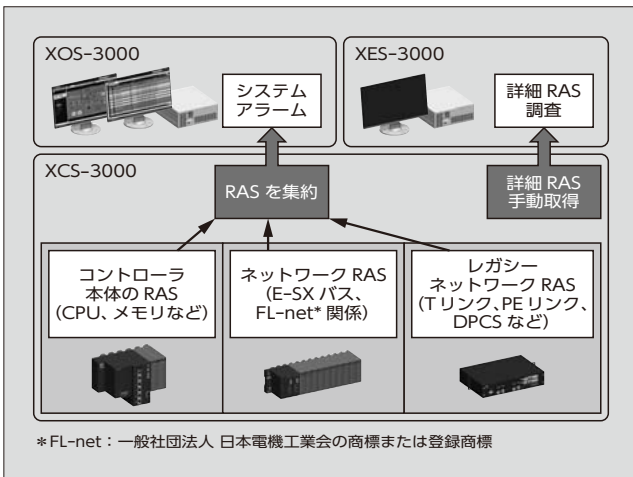 XOS-3000
システム
アラーム
XES-3000
詳細 RAS
調査
XCS-3000
RAS を集約
詳細 RAS
手動取得
コントローラ
本体の RAS
(CPU、メモリなど)
ネットワーク RAS
(E-SX バス、
FL-net* 関係)
レガシー
ネットワーク RAS
(T リンク、PE リンク、
DPCS など)
*FL-net：一般社団法人 日本電機工業会の商標または登録商標